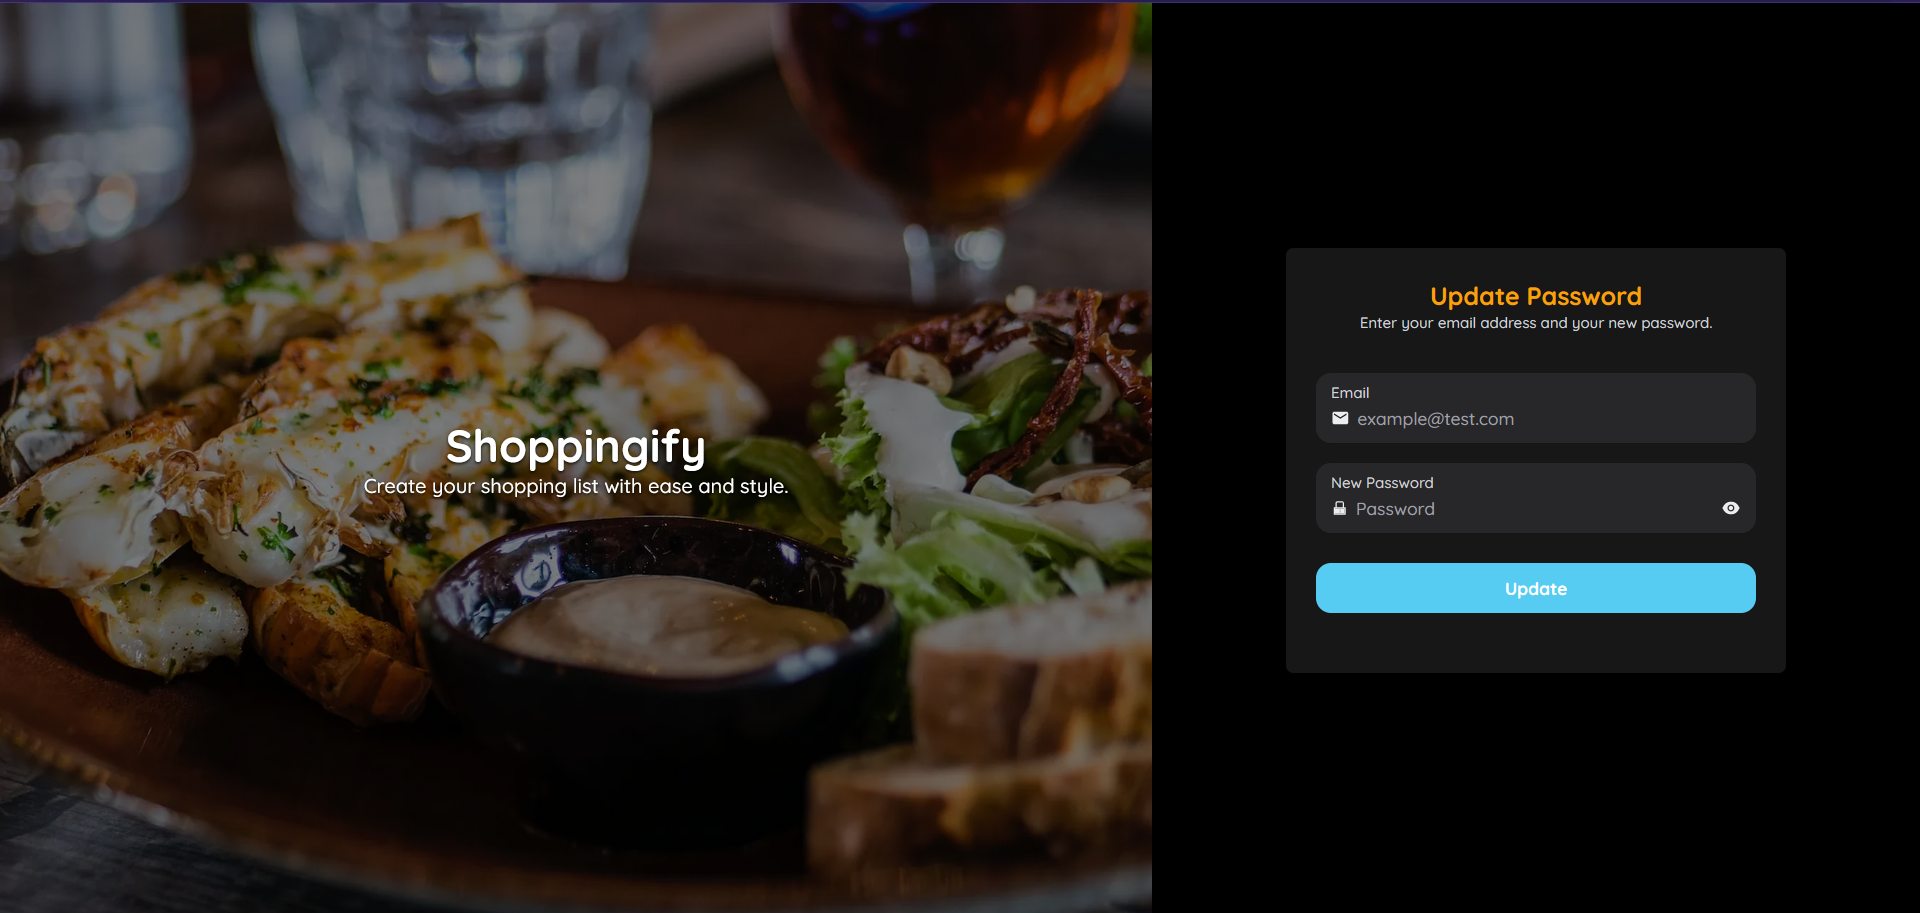 Shoppingify
Create your shopping list with ease and style.
Update Password
Enter your email address and your new password.
Email
example@test.com
New Password
Password
Update